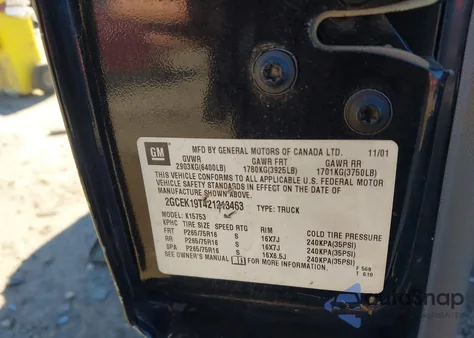 GM
MFD BY GENERAL MOTORS OF CANADA LTD. 11/01
GVWR GAWR FRT GAWR RR
2903KG(6400LB) 1780KG(3925LB) 1701KG(3750LB)
THIS VEHICLE CONFORMS TO ALL APPLICABLE U.S. FEDERAL MOTOR
VEHICLE SAFETY STANDARDS IN EFFECT ON THE DATE OF
MANUFACTURE SHOWN ABOVE.
2GCEK19T421213463 TYPE: TRUCK
MODEL: K15753
KPHC TIRE SIZE SPEED RTG RIM COLD TIRE PRESSURE
FRT P265/75R16 S 16X7J 240KPA(35PSI)
RR P265/75R16 S 16X7J 240KPA(35PSI)
SPA P265/75R16 S 16X6.5J 240KPA(35PSI)
SEE OWNER'S MANUAL FOR MORE INFORMATION.
AutoSnap